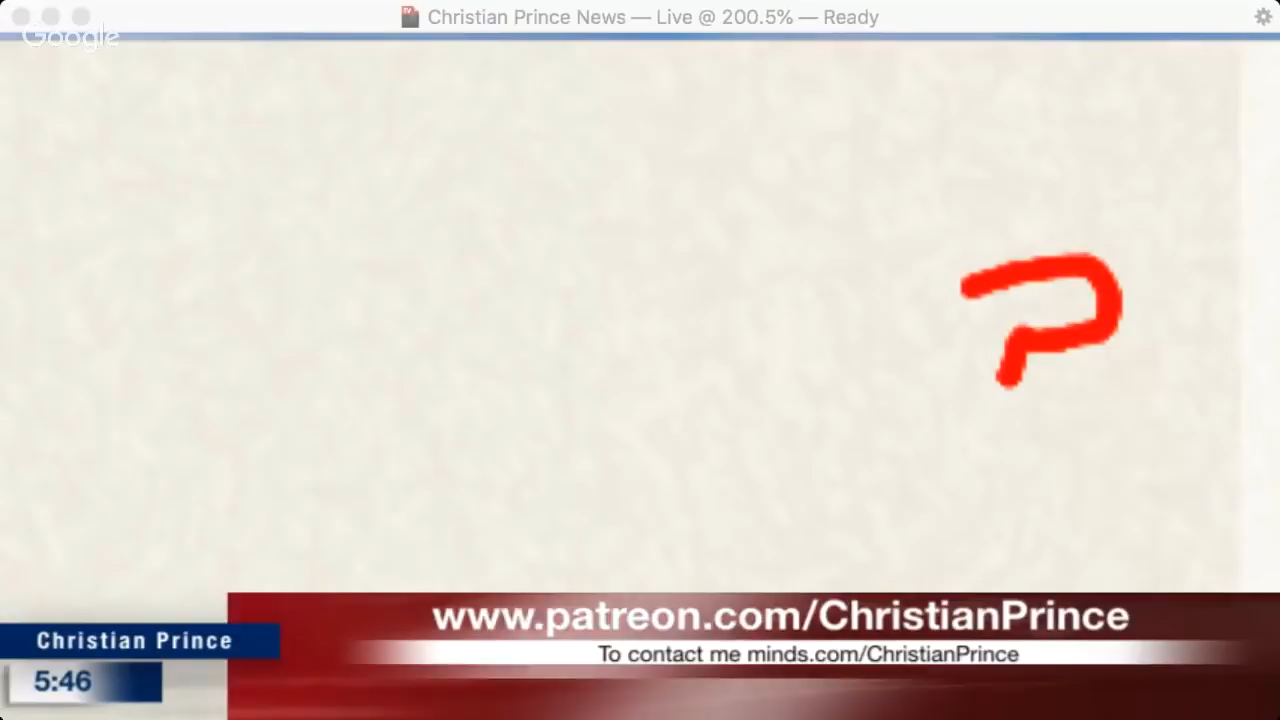 Christian Prince News — Live @ 200.5% — Ready
Google
?
www.patreon.com/ChristianPrince
To contact me minds.com/ChristianPrince
Christian Prince
5:46